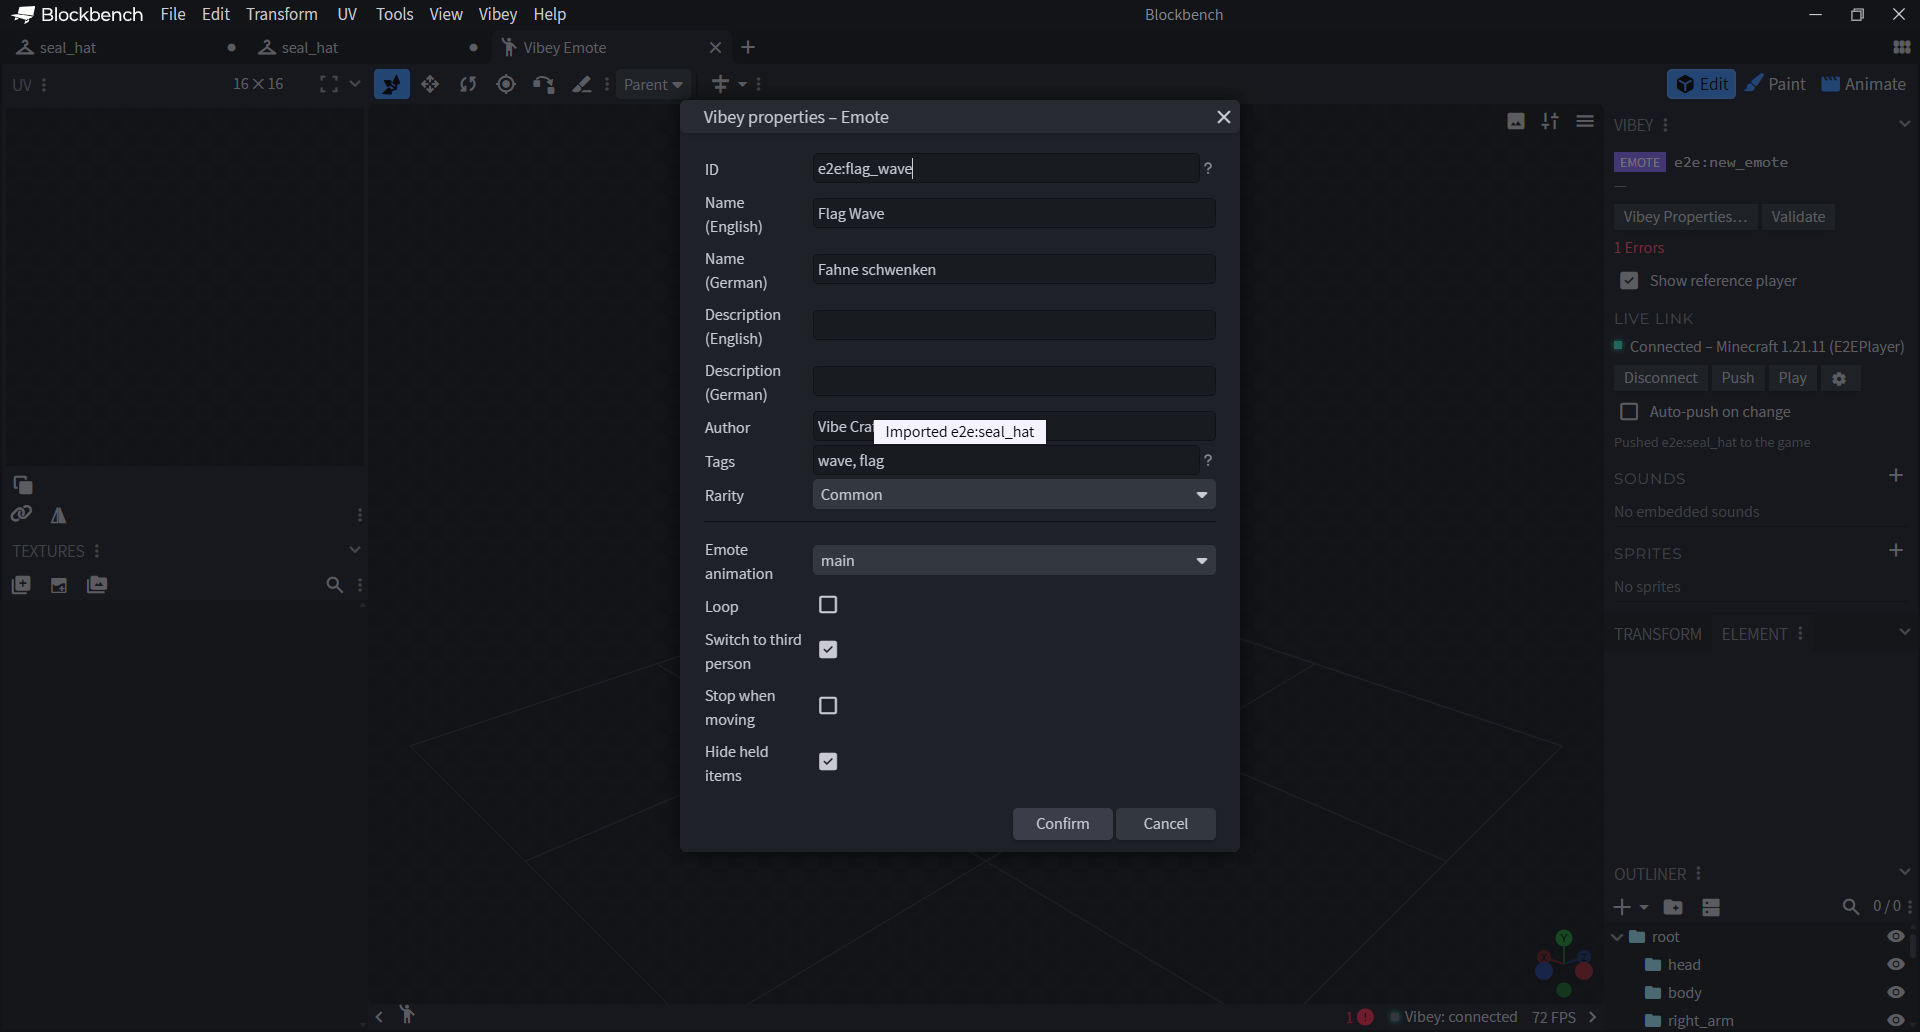 Blockbench File Edit Transform UV Tools View Vibey Help
Blockbench
seal_hat
seal_hat
Vibey Emote
UV
16×16
Parent
Edit
Paint
Animate
Vibey properties – Emote
ID
e2e:flag_wave
?
Name
(English)
Flag Wave
Name
(German)
Fahne schwenken
Description
(English)
Description
(German)
Author
Vibe Cra
Imported e2e:seal_hat
Tags
wave, flag
?
Rarity
Common
Emote
animation
main
Loop
Switch to third
person
Stop when
moving
Hide held
items
Confirm
Cancel
TEXTURES
VIBEY
EMOTE e2e:new_emote
—
Vibey Properties… Validate
1 Errors
Show reference player
LIVE LINK
Connected – Minecraft 1.21.11 (E2EPlayer)
Disconnect Push Play
Auto-push on change
Pushed e2e:seal_hat to the game
SOUNDS
No embedded sounds
SPRITES
No sprites
TRANSFORM ELEMENT
OUTLINER
0 / 0
root
head
body
right_arm
Y
X
Z
1
Vibey: connected
72 FPS